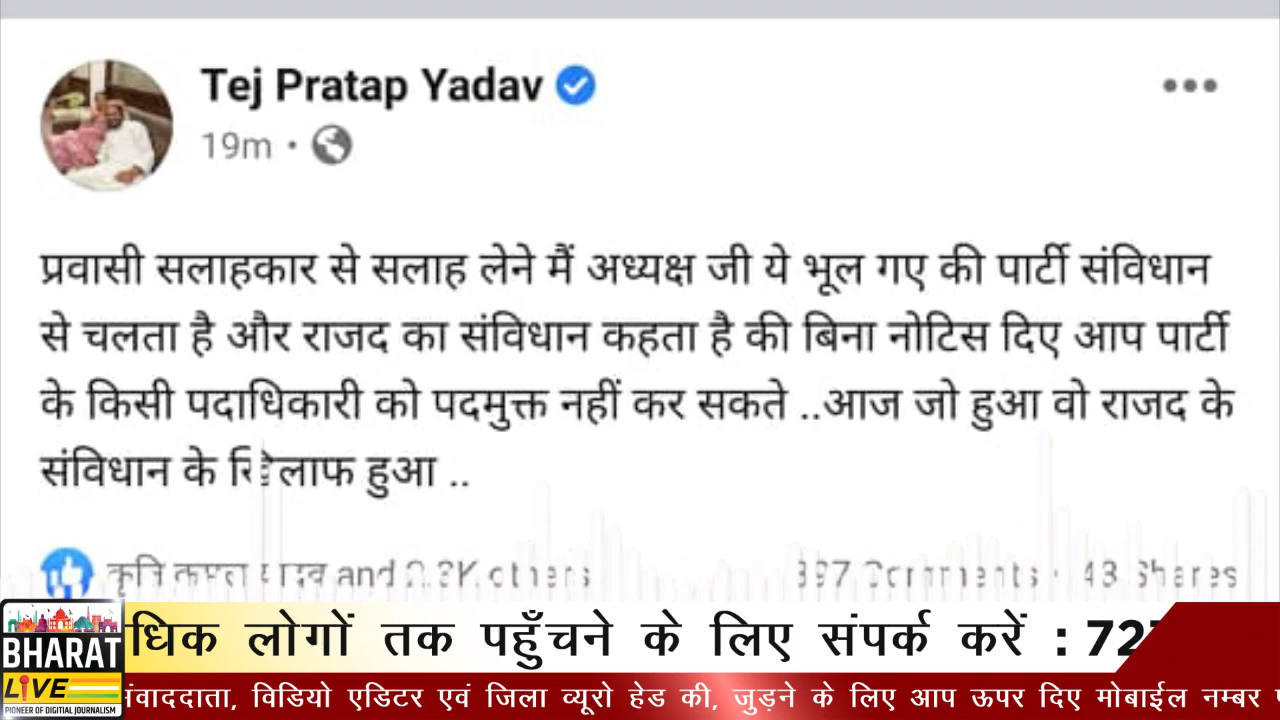 Tej Pratap Yadav
19m
प्रवासी सलाहकार से सलाह लेने मैं अध्यक्ष जी ये भूल गए की पार्टी संविधान
से चलता है और राजद का संविधान कहता है की बिना नोटिस दिए आप पार्टी
के किसी पदाधिकारी को पदमुक्त नहीं कर सकते ..आज जो हुआ वो राजद के
संविधान के खिलाफ हुआ ..
and others Comments · 43 Shares
धिक लोगों तक पहुँचने के लिए संपर्क करें : 727
BHARAT
LIVE
PIONEER OF DIGITAL JOURNALISM
संवाददाता, विडियो एडिटर एवं जिला व्यूरो हेड की, जुड़ने के लिए आप ऊपर दिए मोबाईल नम्बर